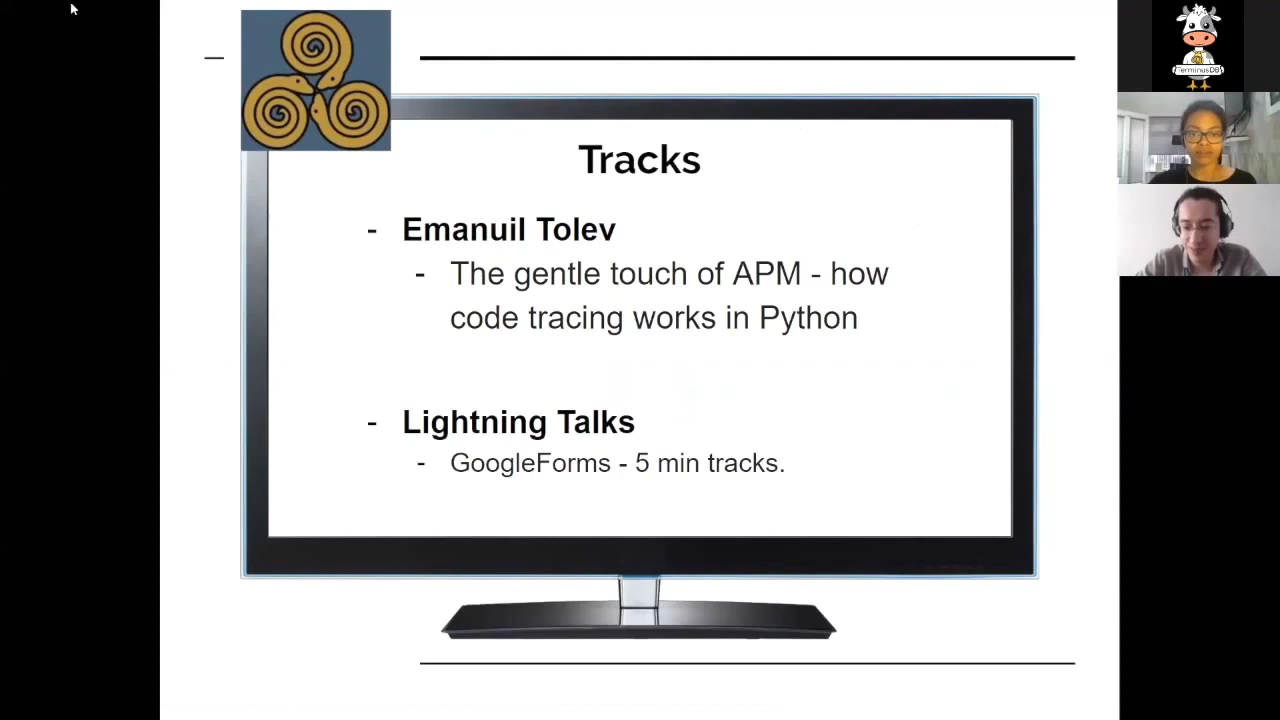 Tracks
- Emanuil Tolev
- The gentle touch of APM - how
code tracing works in Python
- Lightning Talks
- GoogleForms - 5 min tracks.
TerminusDB